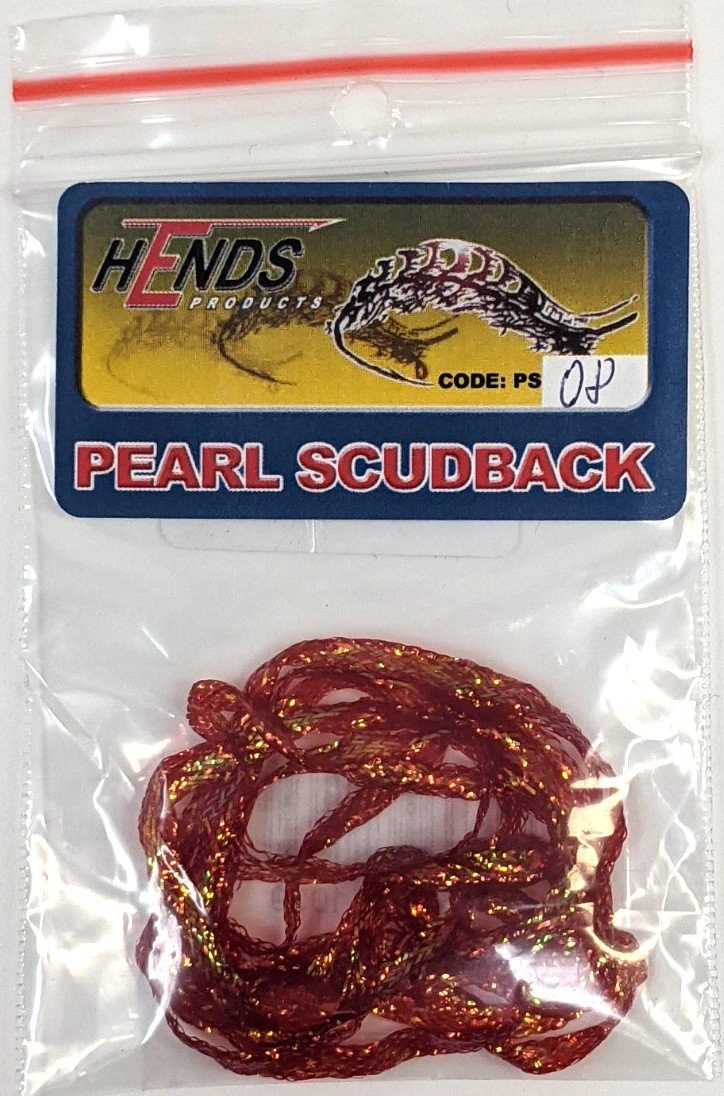 HENDS
PRODUCTS
CODE: PS 08
PEARL SCUDBACK